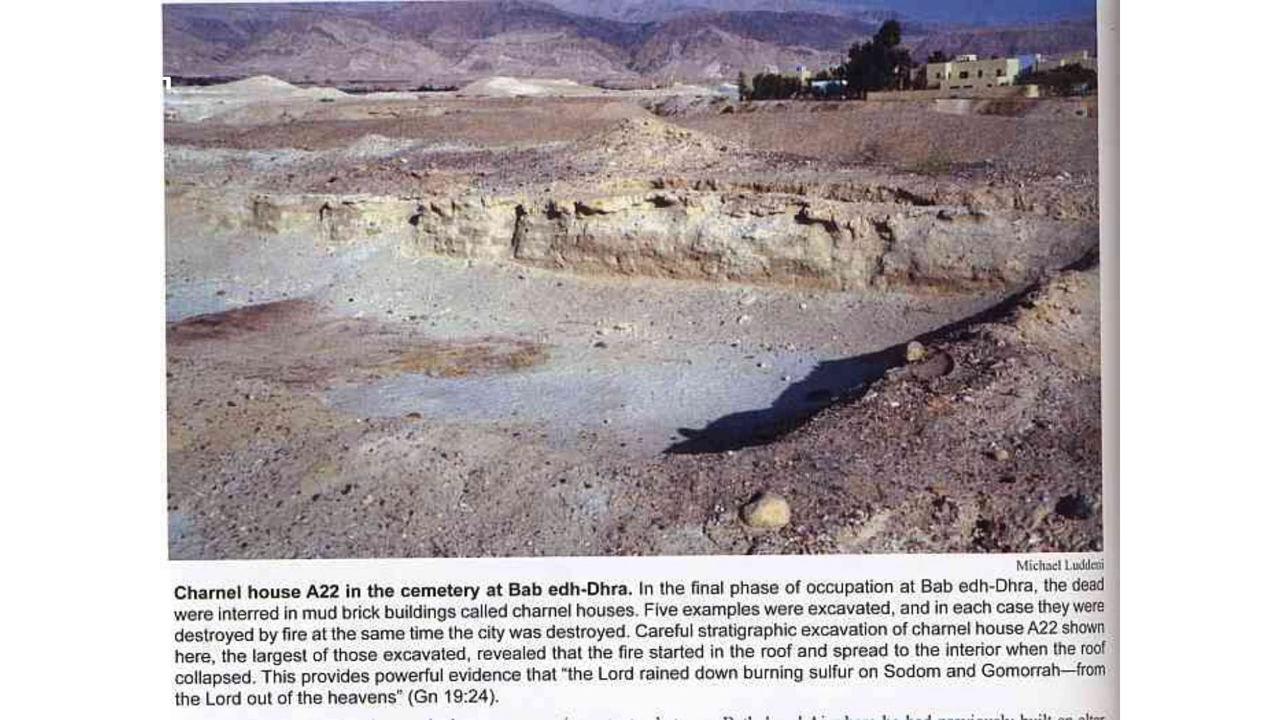 Michael Luddeni
Charnel house A22 in the cemetery at Bab edh-Dhra. In the final phase of occupation at Bab edh-Dhra, the dead
were interred in mud brick buildings called charnel houses. Five examples were excavated, and in each case they were
destroyed by fire at the same time the city was destroyed. Careful stratigraphic excavation of charnel house A22 shown
here, the largest of those excavated, revealed that the fire started in the roof and spread to the interior when the roof
collapsed. This provides powerful evidence that “the Lord rained down burning sulfur on Sodom and Gomorrah—from
the Lord out of the heavens” (Gn 19:24).